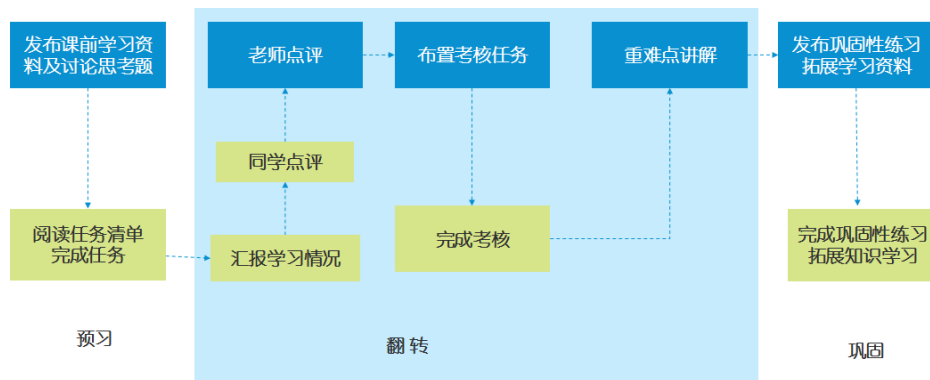 发布课前学习资
料及讨论思考题
老师点评
布置考核任务
重难点讲解
发布巩固性练习
拓展学习资料
同学点评
阅读任务清单
完成任务
汇报学习情况
完成考核
完成巩固性练习
拓展知识学习
预习
翻转
巩固